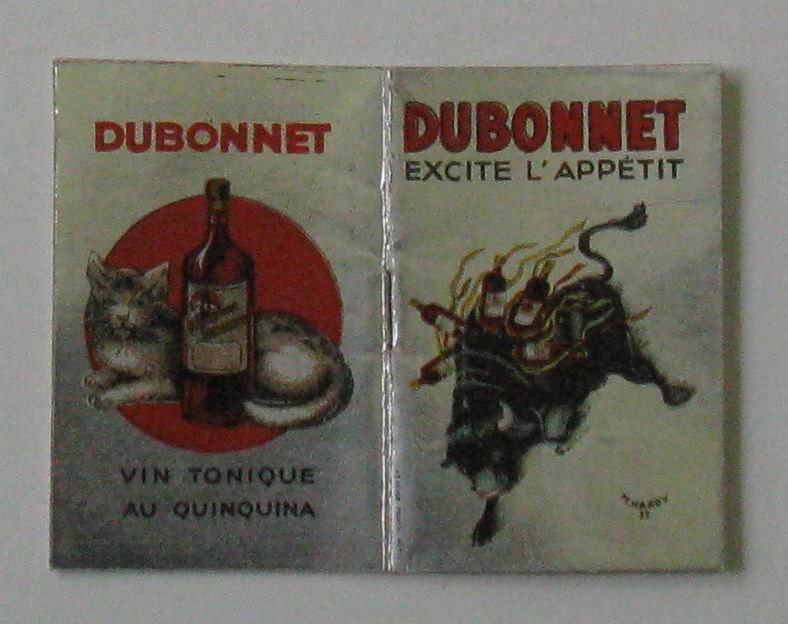 DUBONNET
VIN TONIQUE
AU QUINQUINA
DUBONNET
EXCITE L'APPÉTIT